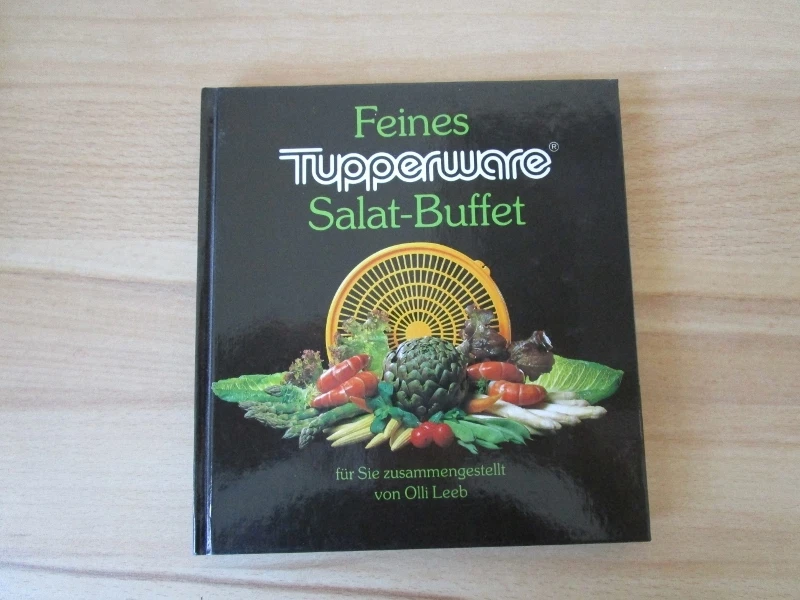 Feines
Tupperware®
Salat-Buffet
für Sie zusammengestellt
von Olli Leeb